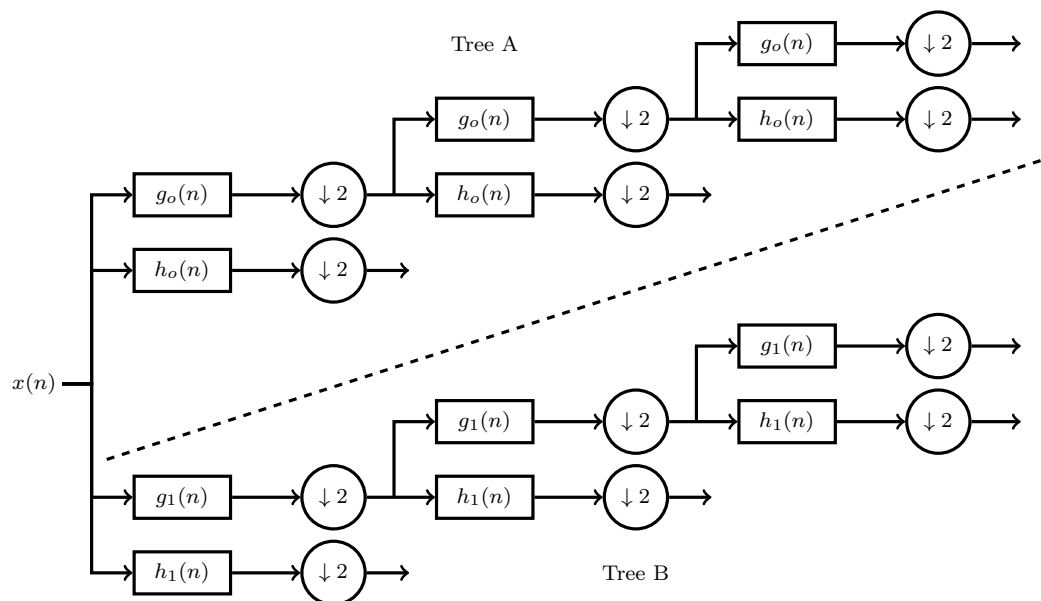 Tree A
g_o(n) ↓ 2
g_o(n) ↓ 2
h_o(n) ↓ 2
g_o(n) ↓ 2
h_o(n) ↓ 2
h_o(n) ↓ 2
x(n)
g_1(n) ↓ 2
g_1(n) ↓ 2
h_1(n) ↓ 2
g_1(n) ↓ 2
h_1(n) ↓ 2
h_1(n) ↓ 2
Tree B